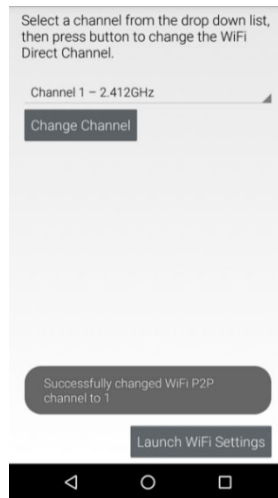 Select a channel from the drop down list,
then press button to change the WiFi
Direct Channel.
Channel 1 – 2.412GHz
Change Channel
Successfully changed WiFi P2P
channel to 1
Launch WiFi Settings